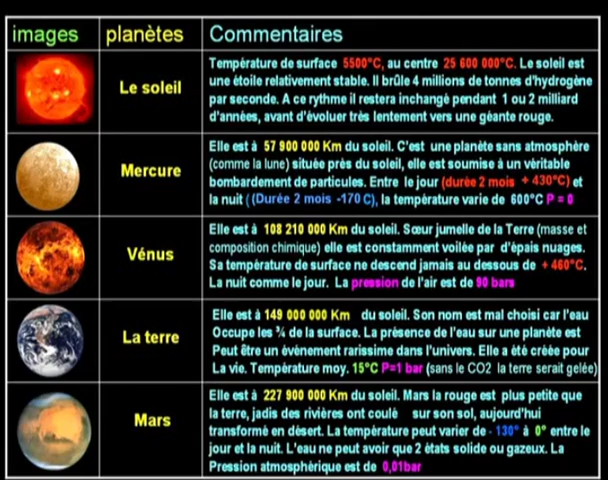 images planètes Commentaires
Le soleil
Température de surface 5500°C, au centre 25 600 000°C. Le soleil est
une étoile relativement stable. Il brûle 4 millions de tonnes d'hydrogène
par seconde. A ce rythme il restera inchangé pendant 1 ou 2 milliard
d'années, avant d'évoluer très lentement vers une géante rouge.
Mercure
Elle est à 57 900 000 Km du soleil. C'est une planète sans atmosphère
(comme la lune) située près du soleil, elle est soumise à un véritable
bombardement de particules. Entre le jour (durée 2 mois + 430°C) et
la nuit ( (Durée 2 mois -170 C), la température varie de 600°C P = 0
Vénus
Elle est à 108 210 000 Km du soleil. Sœur jumelle de la Terre (masse et
composition chimique) elle est constamment voilée par d'épais nuages.
Sa température de surface ne descend jamais au dessous de + 460°C.
La nuit comme le jour. La pression de l'air est de 90 bars
La terre
Elle est à 149 000 000 Km du soleil. Son nom est mal choisi car l'eau
Occupe les ¾ de la surface. La présence de l'eau sur une planète est
Peut être un événement rarissime dans l'univers. Elle a été créée pour
La vie. Température moy. 15°C P=1 bar (sans le CO2 la terre serait gelée)
Mars
Elle est à 227 900 000 Km du soleil. Mars la rouge est plus petite que
la terre, jadis des rivières ont coulé sur son sol, aujourd'hui
transformé en désert. La température peut varier de - 130° à 0° entre le
jour et la nuit. L'eau ne peut avoir que 2 états solide ou gazeux. La
Pression atmosphérique est de 0,01bar